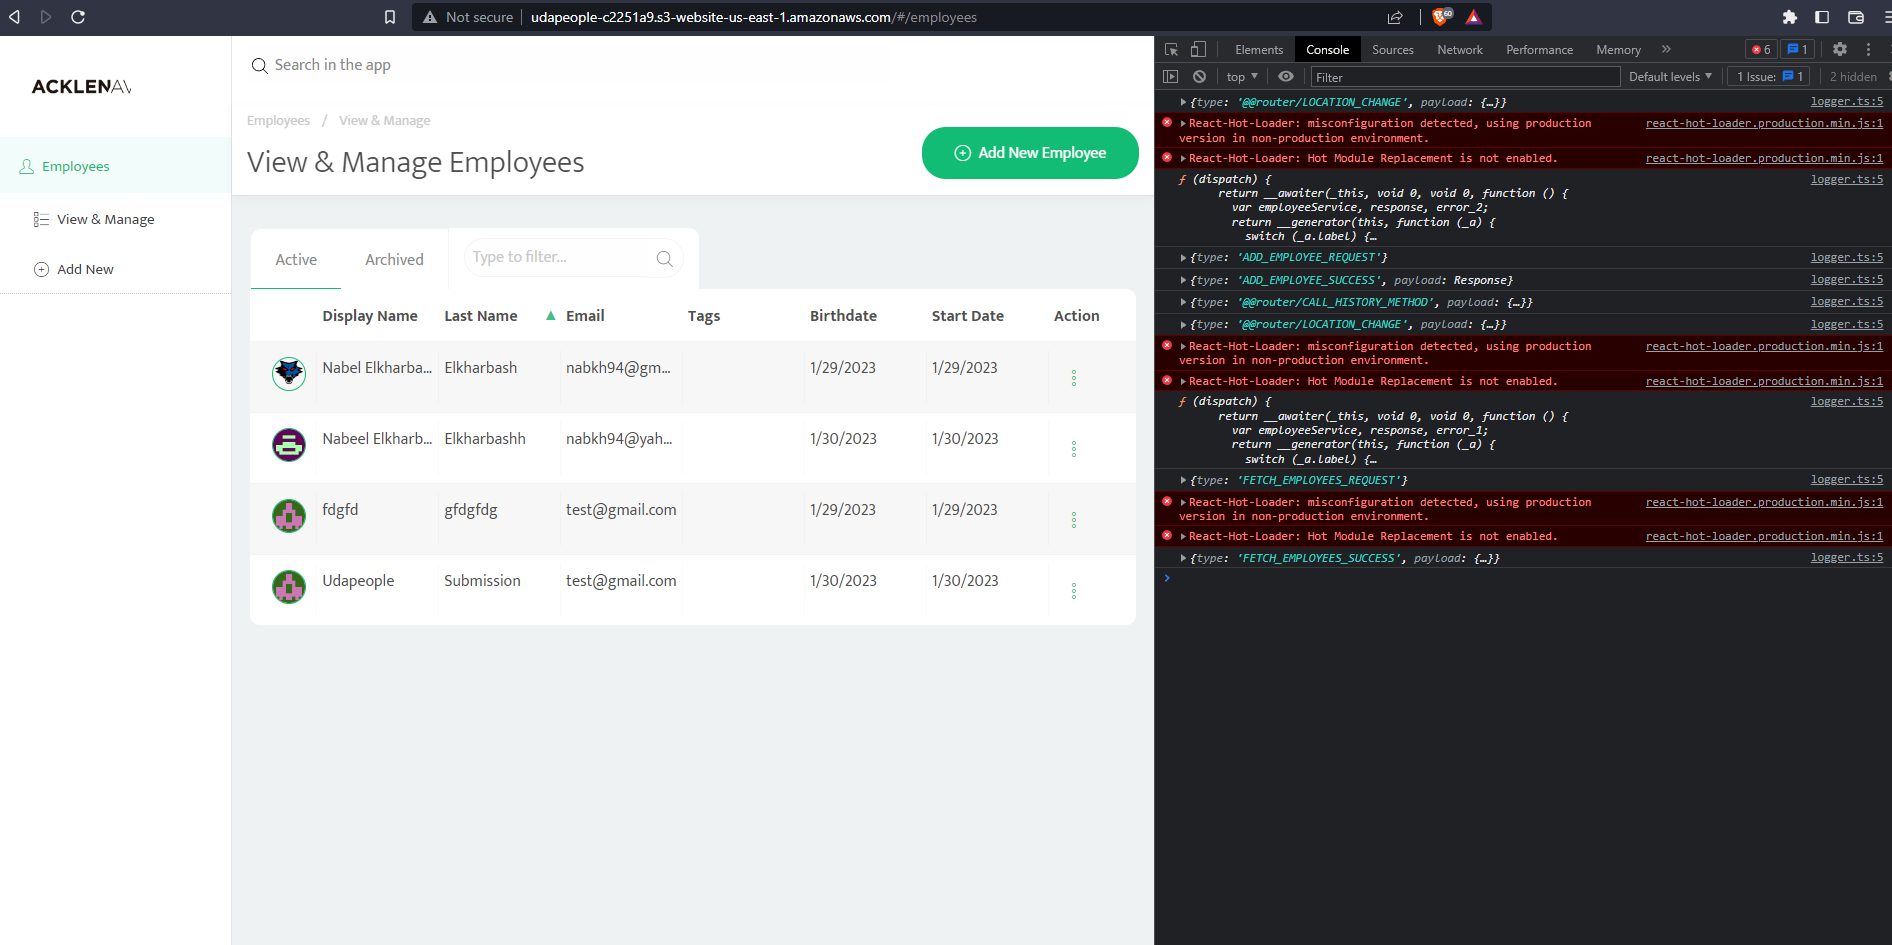 Not secure
udapeople-c2251a9.s3-website-us-east-1.amazonaws.com/#/employees
60
ACKLENAV
Employees
View & Manage
Add New
Search in the app
Employees / View & Manage
View & Manage Employees
Add New Employee
Active Archived Type to filter...
Display Name Last Name Email Tags Birthdate Start Date Action
Nabel Elkharba... Elkharbash nabkh94@gm... 1/29/2023 1/29/2023
Nabeel Elkharb... Elkharbashh nabkh94@yah... 1/30/2023 1/30/2023
fdgfd gfdgfdg test@gmail.com 1/29/2023 1/29/2023
Udapeople Submission test@gmail.com 1/30/2023 1/30/2023
Elements Console Sources Network Performance Memory » 6 1
top Filter Default levels 1 Issue: 1 2 hidden
{type: '@@router/LOCATION_CHANGE', payload: {…}} logger.ts:5
React-Hot-Loader: misconfiguration detected, using production react-hot-loader.production.min.js:1
version in non-production environment.
React-Hot-Loader: Hot Module Replacement is not enabled. react-hot-loader.production.min.js:1
ƒ (dispatch) { logger.ts:5
return __awaiter(_this, void 0, void 0, function () {
var employeeService, response, error_2;
return __generator(this, function (_a) {
switch (_a.label) {…
{type: 'ADD_EMPLOYEE_REQUEST'} logger.ts:5
{type: 'ADD_EMPLOYEE_SUCCESS', payload: Response} logger.ts:5
{type: '@@router/CALL_HISTORY_METHOD', payload: {…}} logger.ts:5
{type: '@@router/LOCATION_CHANGE', payload: {…}} logger.ts:5
React-Hot-Loader: misconfiguration detected, using production react-hot-loader.production.min.js:1
version in non-production environment.
React-Hot-Loader: Hot Module Replacement is not enabled. react-hot-loader.production.min.js:1
ƒ (dispatch) { logger.ts:5
return __awaiter(_this, void 0, void 0, function () {
var employeeService, response, error_1;
return __generator(this, function (_a) {
switch (_a.label) {…
{type: 'FETCH_EMPLOYEES_REQUEST'} logger.ts:5
React-Hot-Loader: misconfiguration detected, using production react-hot-loader.production.min.js:1
version in non-production environment.
React-Hot-Loader: Hot Module Replacement is not enabled. react-hot-loader.production.min.js:1
{type: 'FETCH_EMPLOYEES_SUCCESS', payload: {…}} logger.ts:5